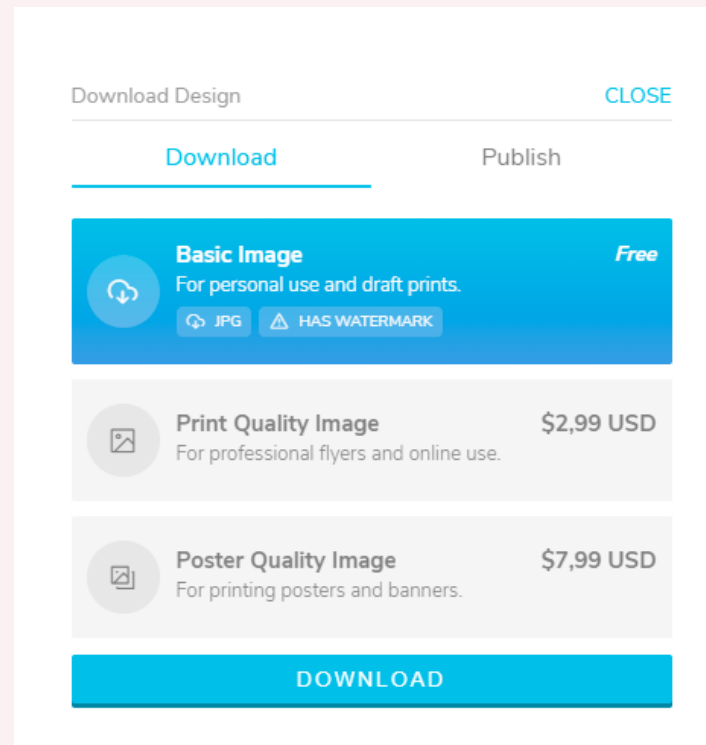 Download Design CLOSE
Download Publish
Basic Image Free
For personal use and draft prints.
JPG HAS WATERMARK
Print Quality Image $2,99 USD
For professional flyers and online use.
Poster Quality Image $7,99 USD
For printing posters and banners.
DOWNLOAD